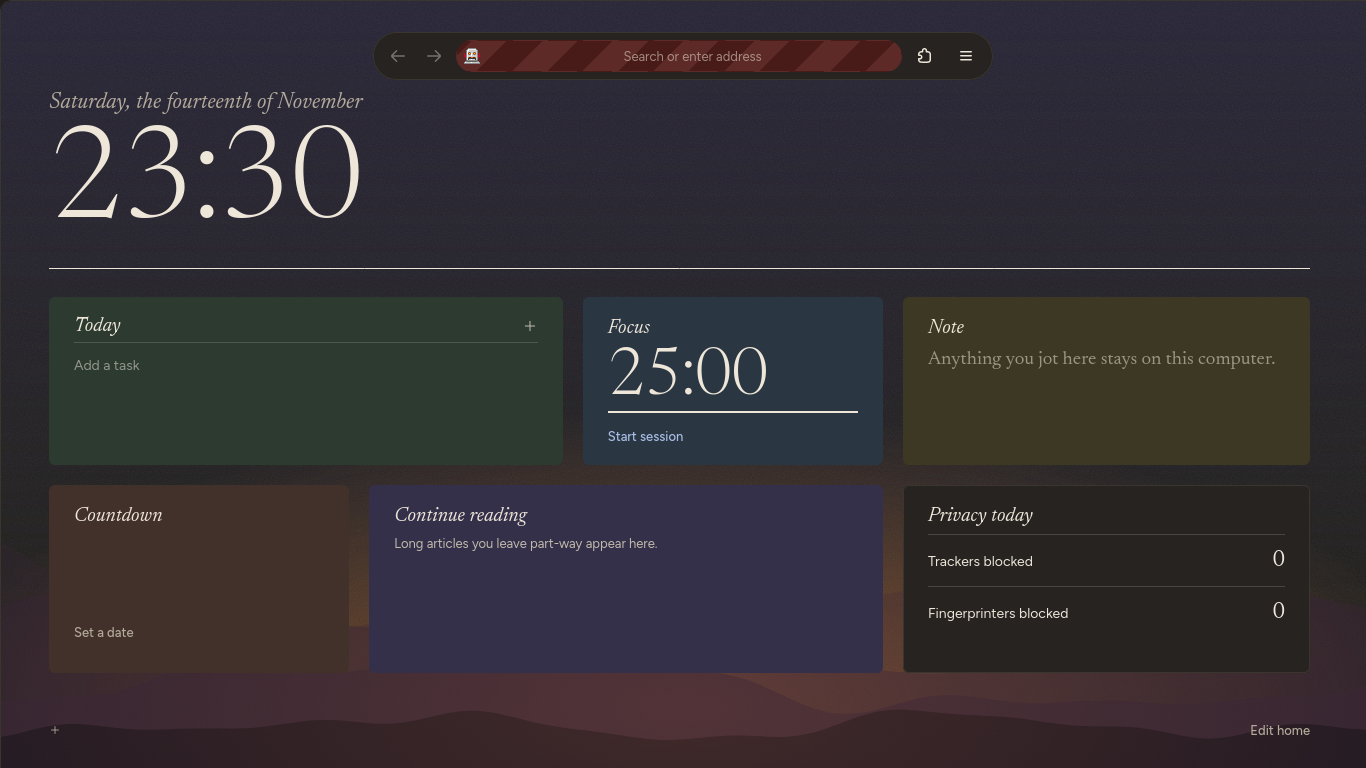 Search or enter address
Saturday, the fourteenth of November
23:30
Today
+
Add a task
Focus
25:00
Start session
Note
Anything you jot here stays on this computer.
Countdown
Set a date
Continue reading
Long articles you leave part-way appear here.
Privacy today
Trackers blocked 0
Fingerprinters blocked 0
+
Edit home